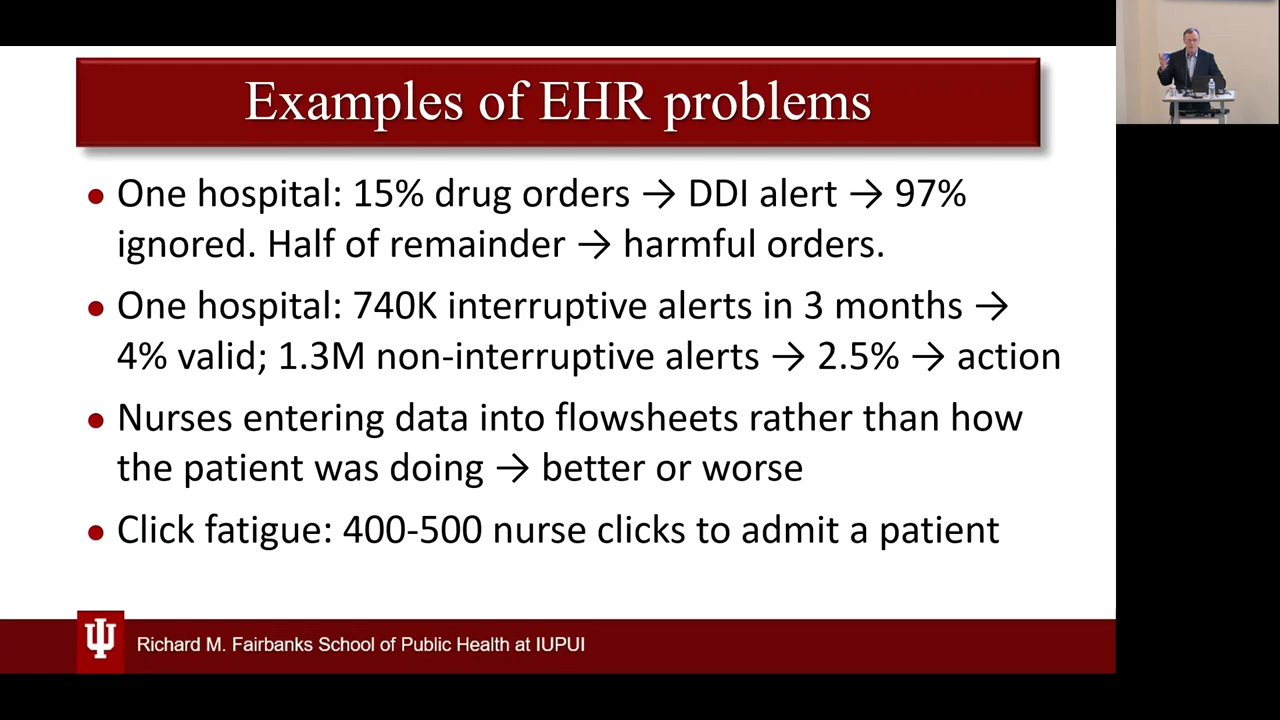 Examples of EHR problems
• One hospital: 15% drug orders → DDI alert → 97%
ignored. Half of remainder → harmful orders.
• One hospital: 740K interruptive alerts in 3 months →
4% valid; 1.3M non-interruptive alerts → 2.5% → action
• Nurses entering data into flowsheets rather than how
the patient was doing → better or worse
• Click fatigue: 400-500 nurse clicks to admit a patient
Richard M. Fairbanks School of Public Health at IUPUI